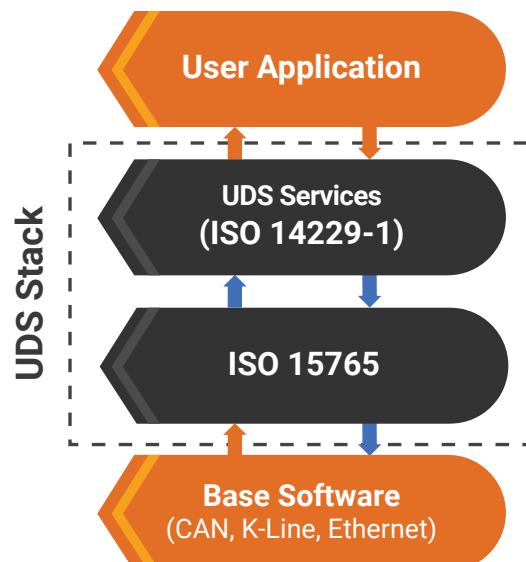 User Application
UDS Services
(ISO 14229-1)
UDS Stack
ISO 15765
Base Software
(CAN, K-Line, Ethernet)